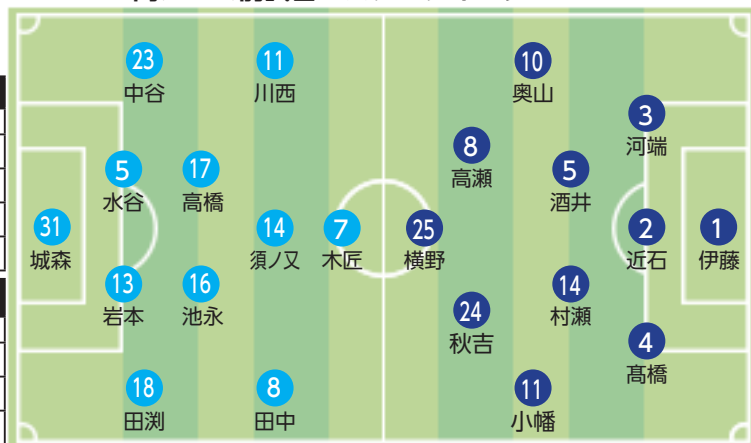 23
中谷
11
川西
5
水谷
17
高橋
31
城森
14
須ノ又
7
木匠
13
岩本
16
池永
18
田渕
8
田中
10
奥山
3
河端
8
高瀬
5
酒井
25
横野
2
近石
1
伊藤
24
秋吉
14
村瀬
4
髙橋
11
小幡